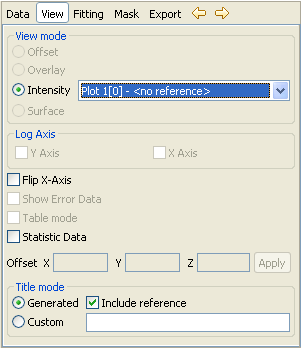 Data View Fitting Mask Export
View mode
Offset
Overlay
Intensity Plot 1[0] - <no reference>
Surface
Log Axis
Y Axis X Axis
Flip X-Axis
Show Error Data
Table mode
Statistic Data
Offset X Y Z Apply
Title mode
Generated Include reference
Custom